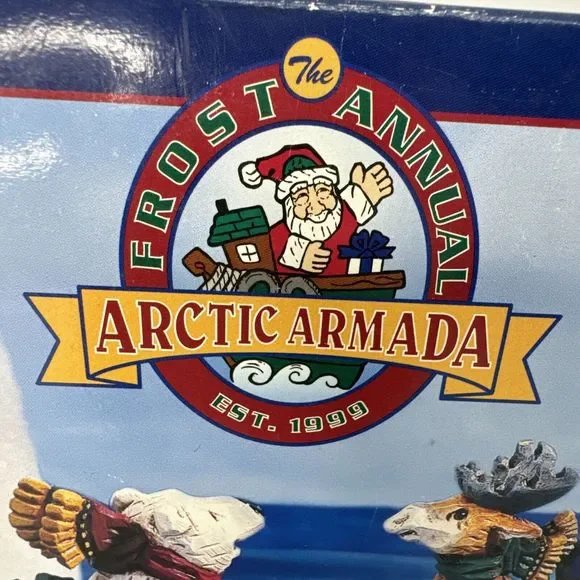 The
FROST ANNUAL
ARCTIC ARMADA
EST. 1999